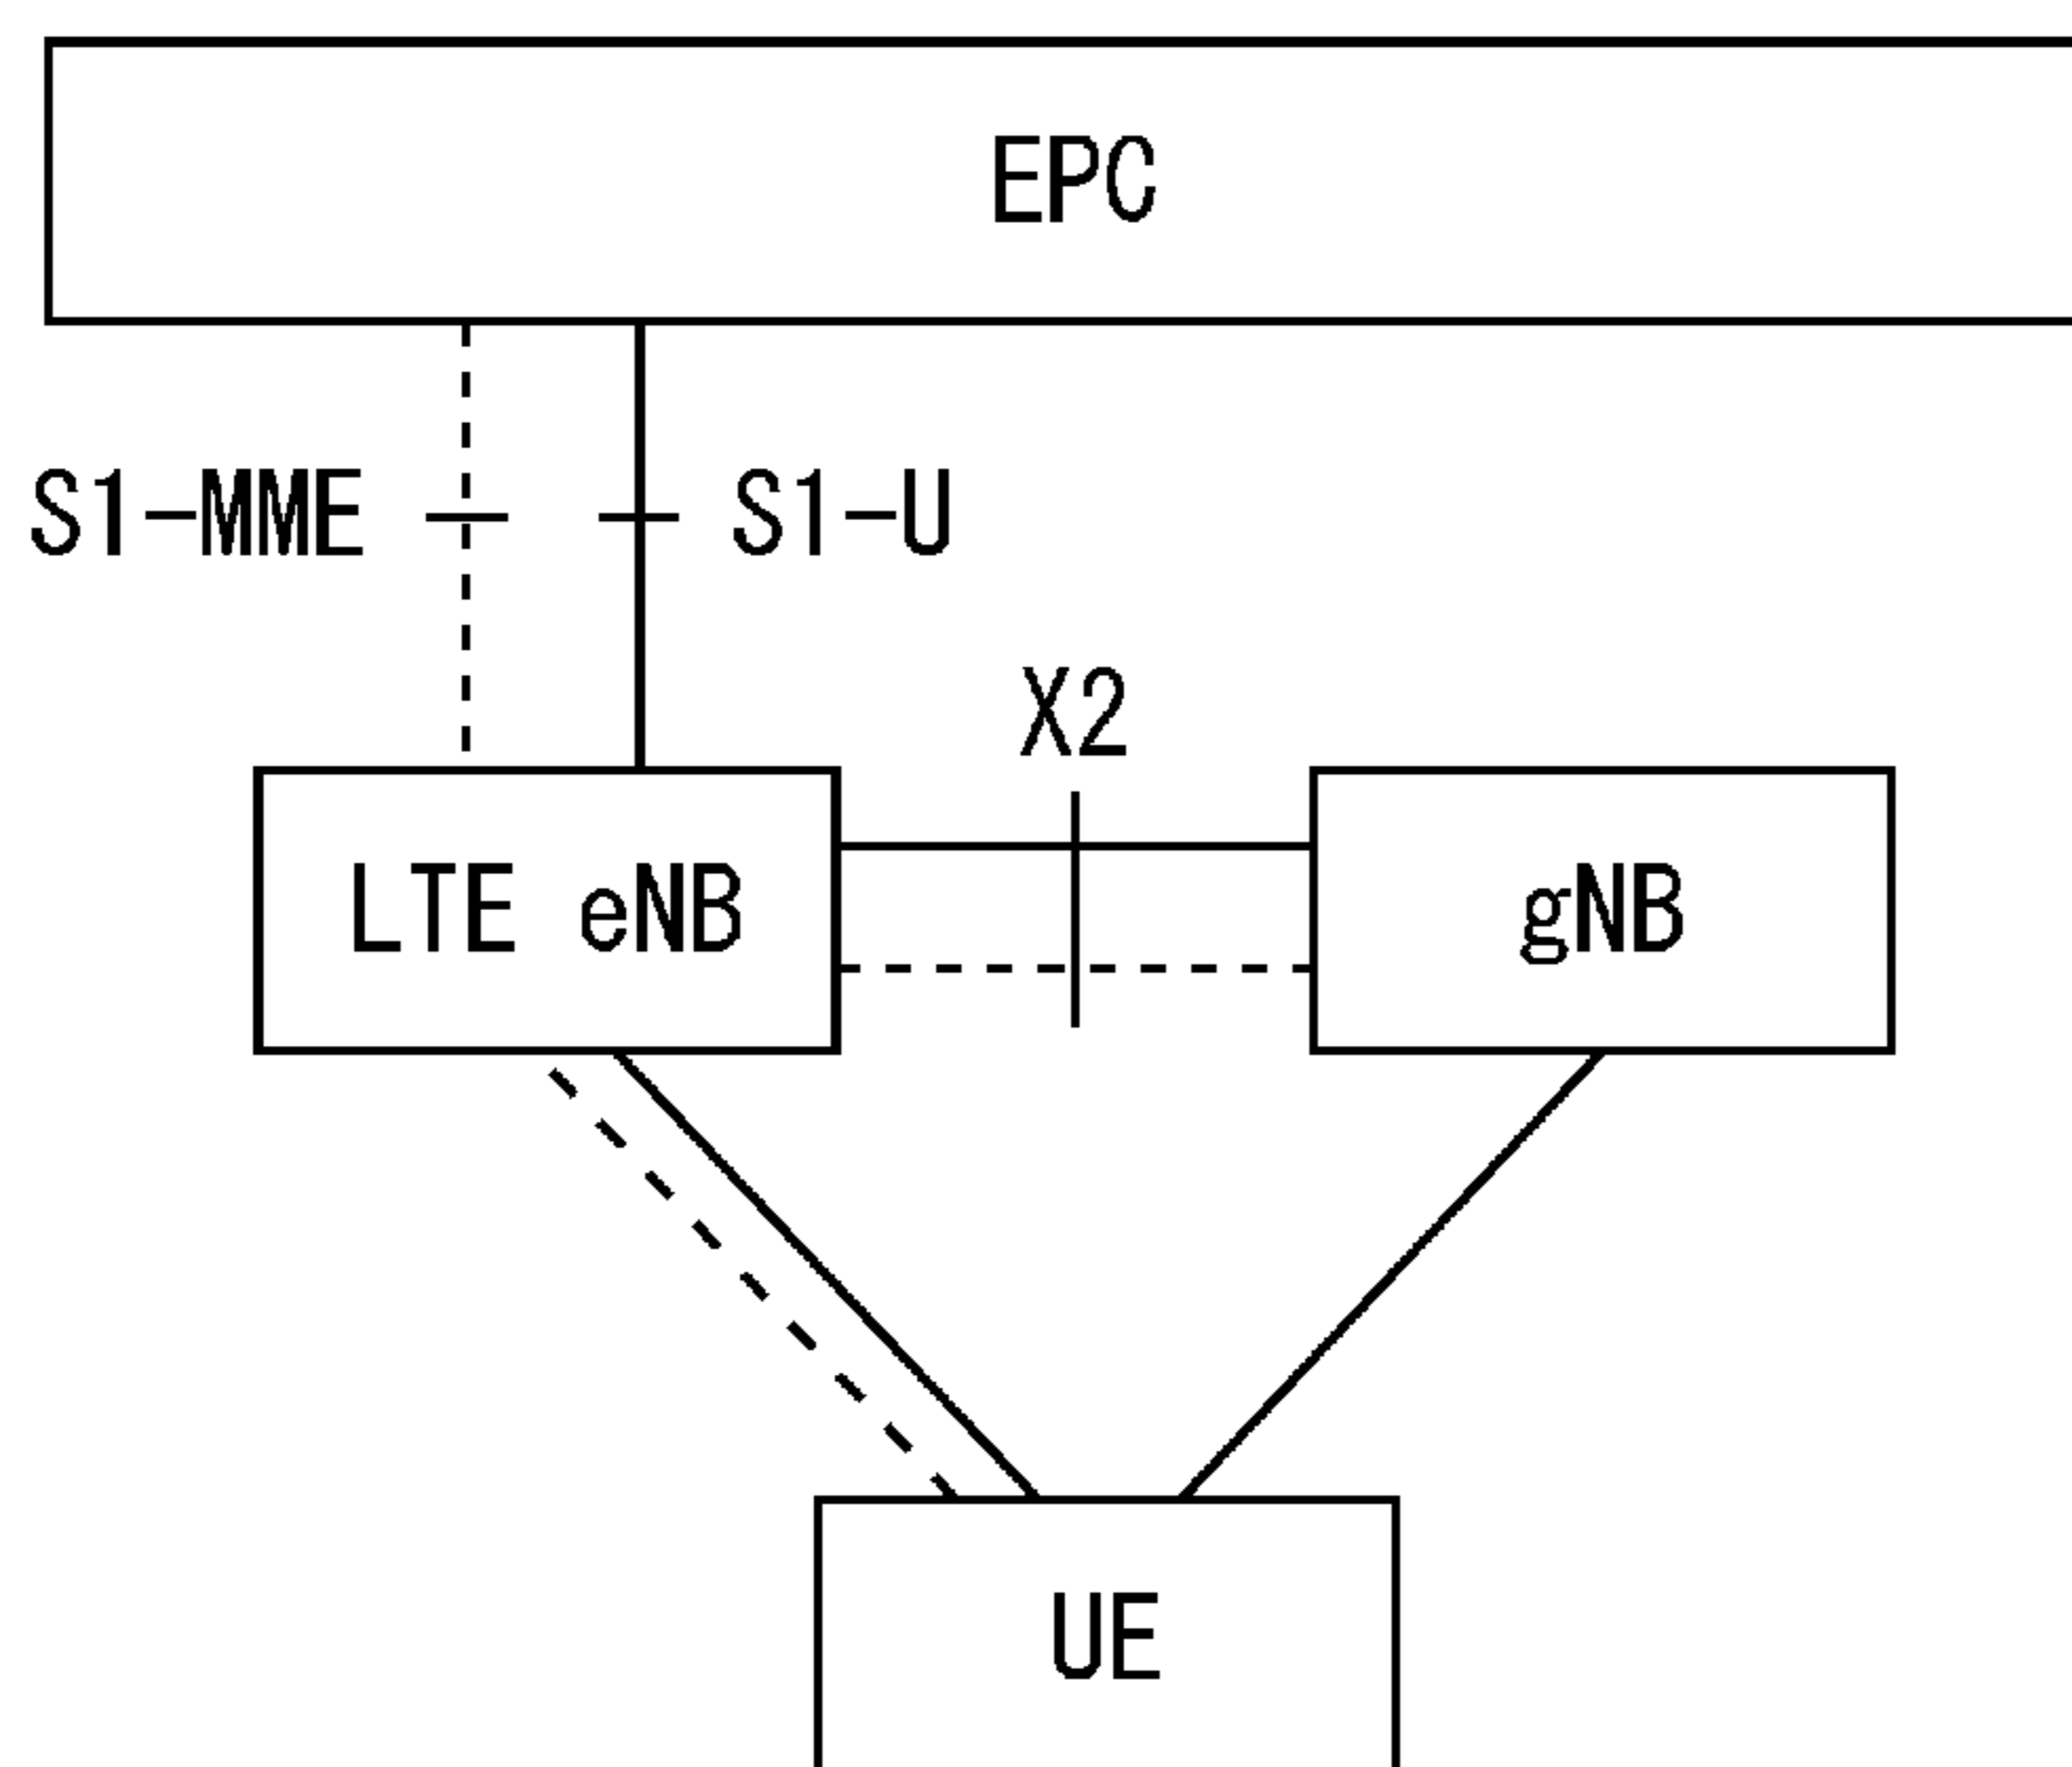 EPC
S1-MME
S1-U
X2
LTE eNB
gNB
UE